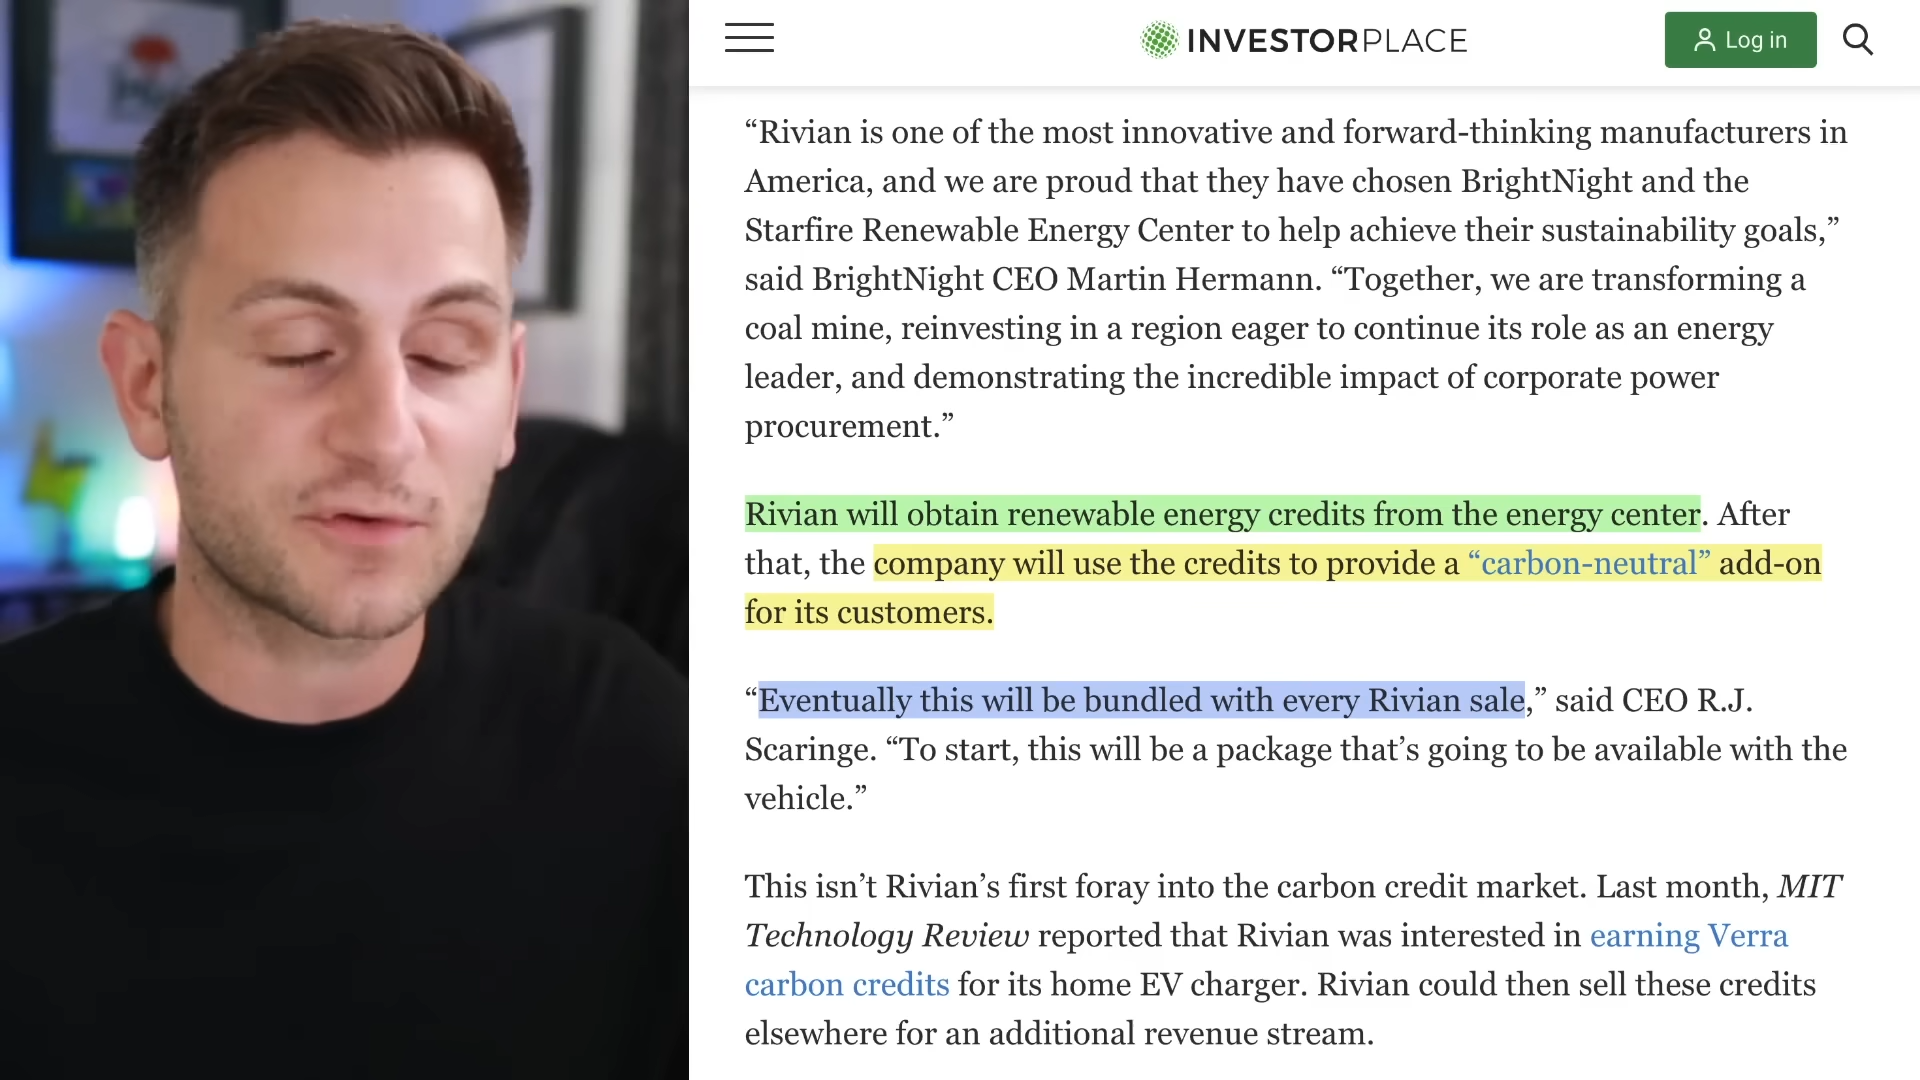 INVESTORPLACE
Log in
“Rivian is one of the most innovative and forward-thinking manufacturers in
America, and we are proud that they have chosen BrightNight and the
Starfire Renewable Energy Center to help achieve their sustainability goals,”
said BrightNight CEO Martin Hermann. “Together, we are transforming a
coal mine, reinvesting in a region eager to continue its role as an energy
leader, and demonstrating the incredible impact of corporate power
procurement.”
Rivian will obtain renewable energy credits from the energy center. After
that, the company will use the credits to provide a “carbon-neutral” add-on
for its customers.
“Eventually this will be bundled with every Rivian sale,” said CEO R.J.
Scaringe. “To start, this will be a package that’s going to be available with the
vehicle.”
This isn’t Rivian’s first foray into the carbon credit market. Last month, MIT
Technology Review reported that Rivian was interested in earning Verra
carbon credits for its home EV charger. Rivian could then sell these credits
elsewhere for an additional revenue stream.